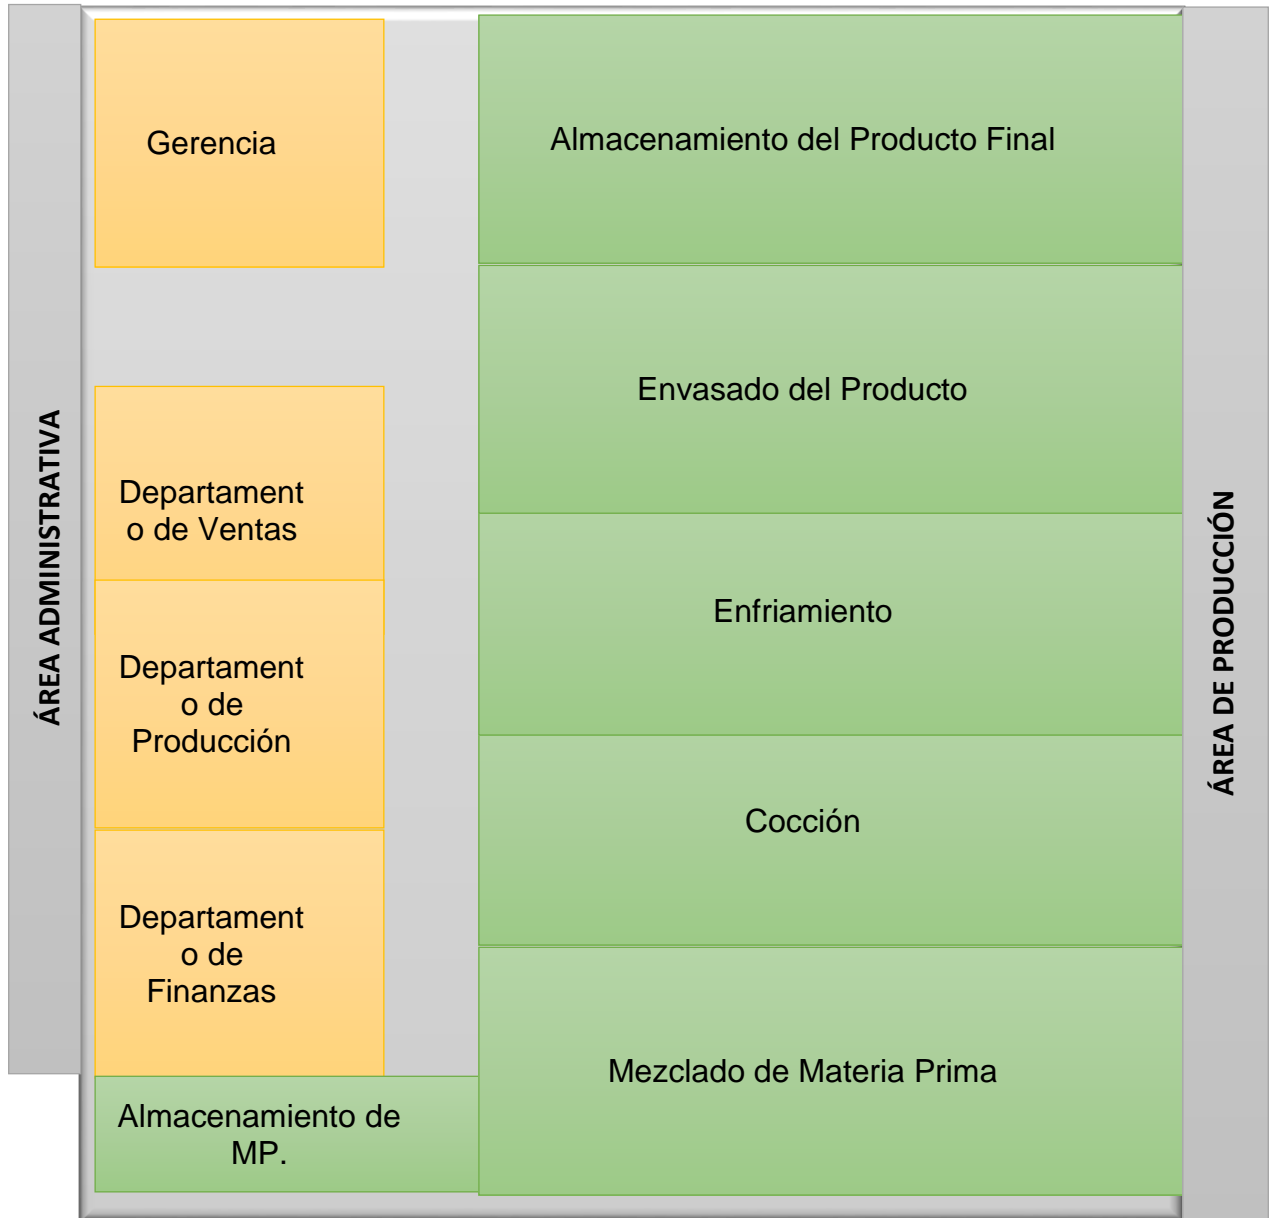 ÁREA ADMINISTRATIVA
Gerencia
Departament
o de Ventas
Departament
o de
Producción
Departament
o de
Finanzas
Almacenamiento de
MP.
Almacenamiento del Producto Final
Envasado del Producto
Enfriamiento
Cocción
Mezclado de Materia Prima
ÁREA DE PRODUCCIÓN